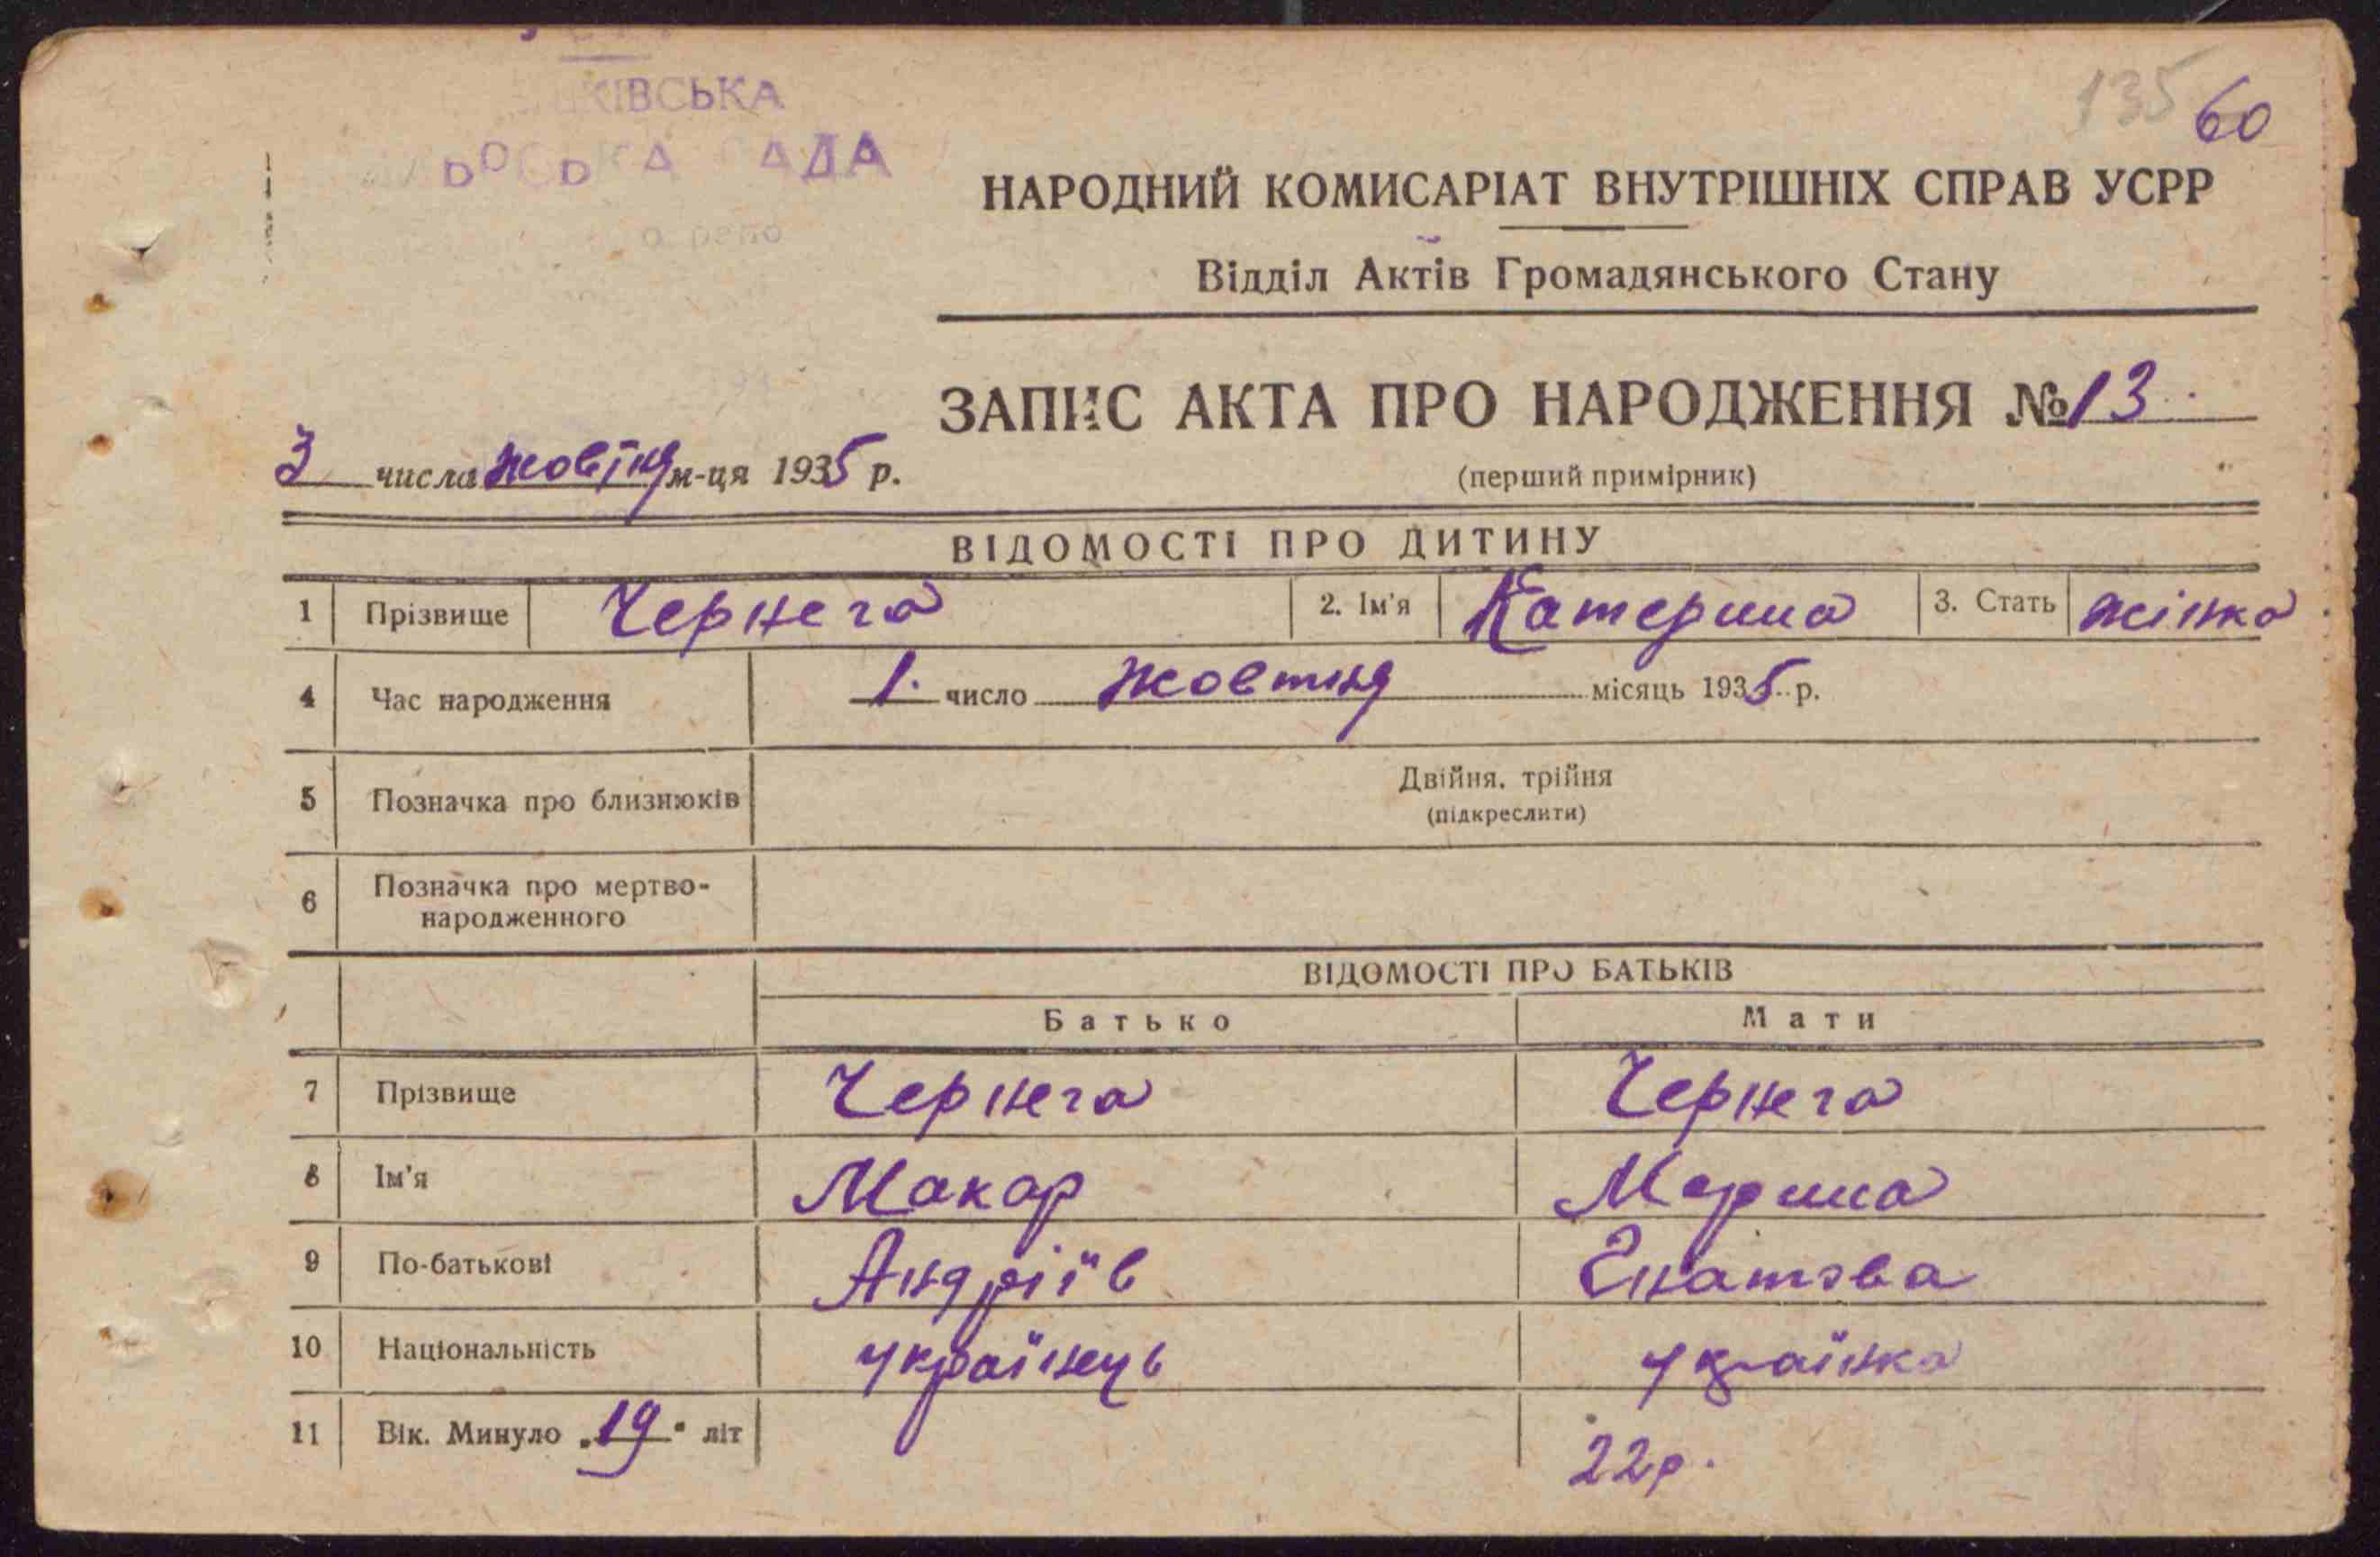 КІВСЬКА
135 60
НАРОДНИЙ КОМИСАРІАТ ВНУТРІШНІХ СПРАВ УСРР
Відділ Актів Громадянського Стану
ЗАПИС АКТА ПРО НАРОДЖЕННЯ № 13
3 числа жовтня м-ця 1935 р.
(перший примірник)
ВІДОМОСТІ ПРО ДИТИНУ
1 Прізвище Чернега 2. Ім'я Катерина 3. Стать жінка
4 Час народження 1. число жовтня місяць 1935 р.
5 Позначка про близнюків Двійня, трійня
(підкреслити)
6 Позначка про мертво-
народженного
ВІДОМОСТІ ПРО БАТЬКІВ
Батько Мати
7 Прізвище Чернега Чернега
8 Ім'я Макар Марина
9 По-батькові Андріїв
10 Національність українець українка
11 Вік. Минуло „19" літ 22р.